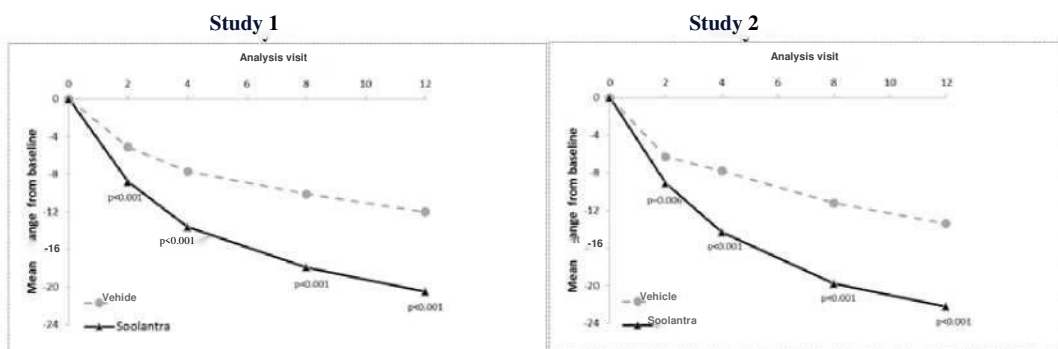 Study 1
Analysis visit
0 2 4 6 8 10 12
0
-4
-8
-12
-16
-20
-24
Mean ange from baseline
p<0.001
p<0.001
p<0.001
p<0.001
Vehide
Soolantra
Study 2
Analysis visit
0 2 4 6 8 10 12
0
-4
-8
-12
-16
-20
-24
Mean ange from baseline
p=0.006
p<0.001
p<0.001
p<0.001
Vehicle
Soolantra